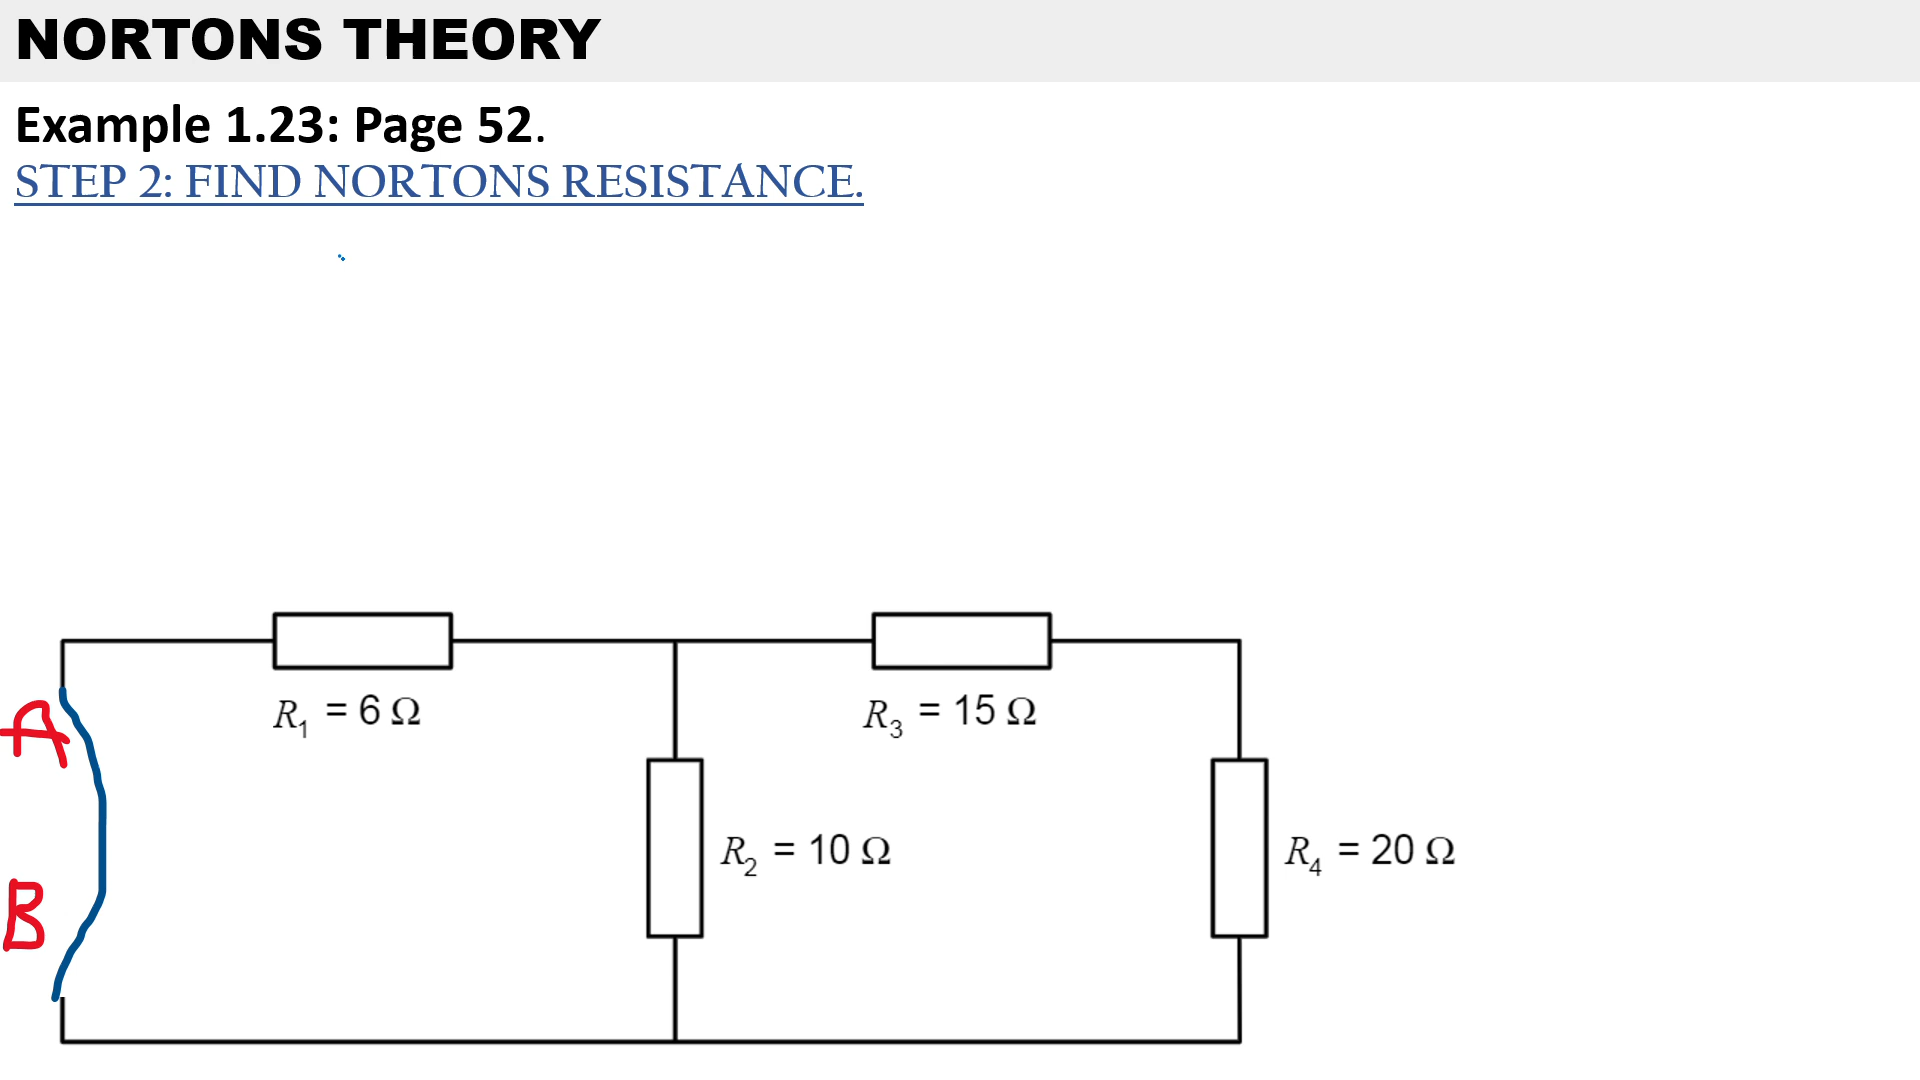 NORTONS THEORY
Example 1.23: Page 52.
STEP 2: FIND NORTONS RESISTANCE.
A
R₁ = 6 Ω
R₃ = 15 Ω
B
R₂ = 10 Ω
R₄ = 20 Ω